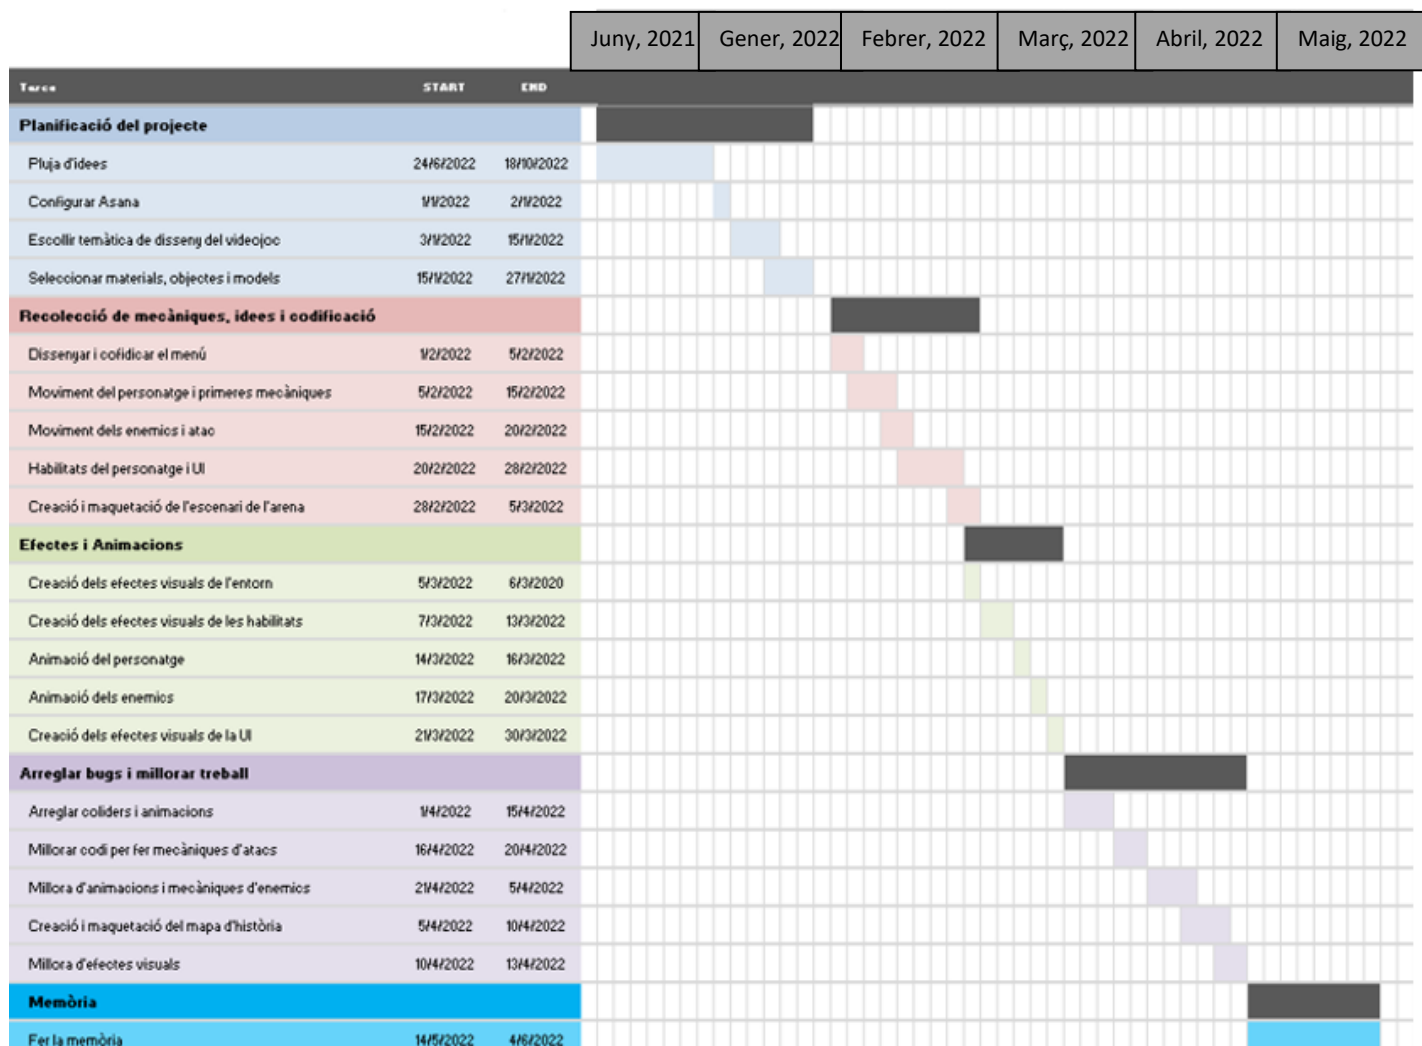 Juny, 2021 Gener, 2022 Febrer, 2022 Març, 2022 Abril, 2022 Maig, 2022
Tarea START END
Planificació del projecte
Pluja d'idees 24/6/2022 18/10/2022
Configurar Asana 1/1/2022 2/1/2022
Escollir temàtica de disseny del videojoc 3/1/2022 15/1/2022
Seleccionar materials, objectes i models 15/1/2022 27/1/2022
Recolecció de mecàniques, idees i codificació
Dissenyar i cofidicar el menú 1/2/2022 5/2/2022
Moviment del personatge i primeres mecàniques 5/2/2022 15/2/2022
Moviment dels enemics i atac 15/2/2022 20/2/2022
Habilitats del personatge i UI 20/2/2022 28/2/2022
Creació i maquetació de l'escenari de l'arena 28/2/2022 5/3/2022
Efectes i Animacions
Creació dels efectes visuals de l'entorn 5/3/2022 6/3/2020
Creació dels efectes visuals de les habilitats 7/3/2022 13/3/2022
Animació del personatge 14/3/2022 16/3/2022
Animació dels enemics 17/3/2022 20/3/2022
Creació dels efectes visuals de la UI 21/3/2022 30/3/2022
Arreglar bugs i millorar treball
Arreglar coliders i animacions 1/4/2022 15/4/2022
Millorar codi per fer mecàniques d'atacs 16/4/2022 20/4/2022
Millora d'animacions i mecàniques d'enemics 21/4/2022 5/4/2022
Creació i maquetació del mapa d'història 5/4/2022 10/4/2022
Millora d'efectes visuals 10/4/2022 13/4/2022
Memòria
Fer la memòria 14/5/2022 4/6/2022